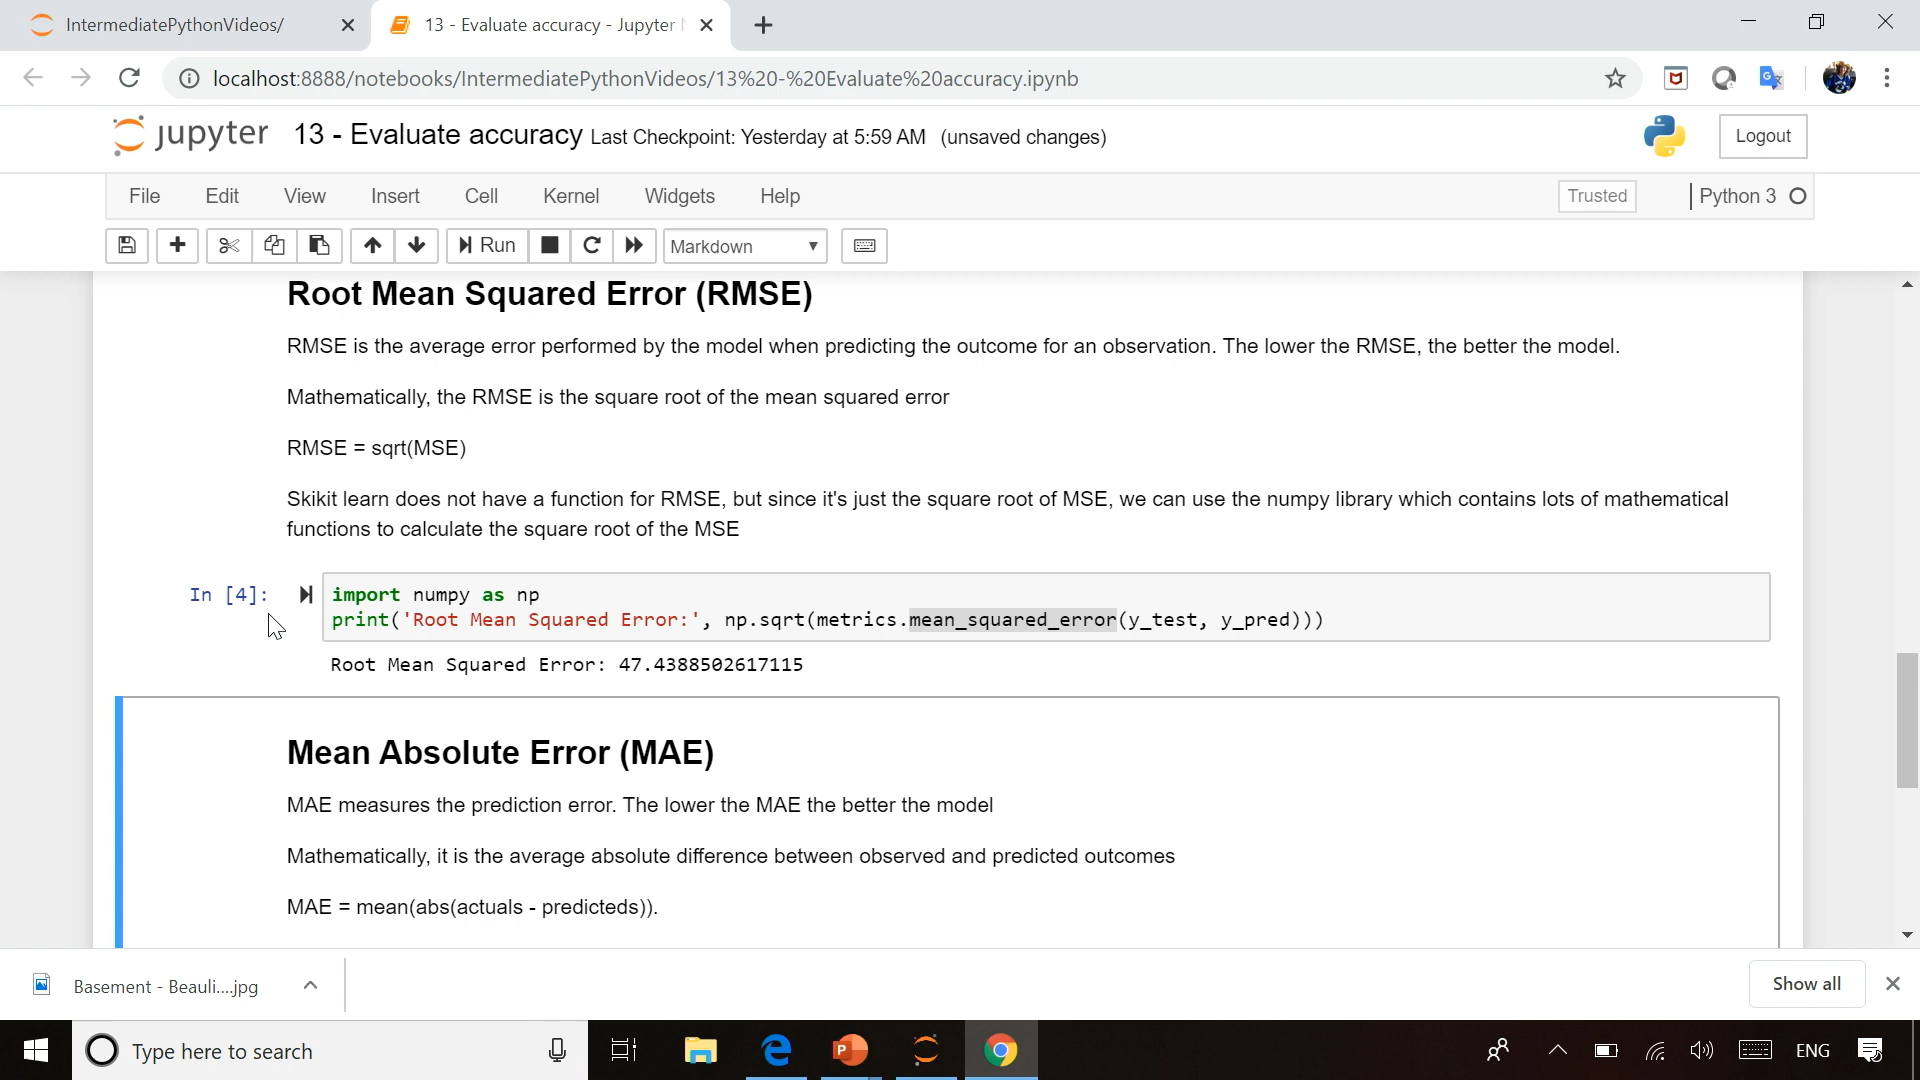 IntermediatePythonVideos/
13 - Evaluate accuracy - Jupyter
localhost:8888/notebooks/IntermediatePythonVideos/13%20-%20Evaluate%20accuracy.ipynb
jupyter 13 - Evaluate accuracy Last Checkpoint: Yesterday at 5:59 AM (unsaved changes)
Logout
File Edit View Insert Cell Kernel Widgets Help
Trusted
Python 3
Run
Markdown
Root Mean Squared Error (RMSE)
RMSE is the average error performed by the model when predicting the outcome for an observation. The lower the RMSE, the better the model.
Mathematically, the RMSE is the square root of the mean squared error
RMSE = sqrt(MSE)
Skikit learn does not have a function for RMSE, but since it's just the square root of MSE, we can use the numpy library which contains lots of mathematical
functions to calculate the square root of the MSE
In [4]:
import numpy as np
print('Root Mean Squared Error:', np.sqrt(metrics.mean_squared_error(y_test, y_pred)))
Root Mean Squared Error: 47.4388502617115
Mean Absolute Error (MAE)
MAE measures the prediction error. The lower the MAE the better the model
Mathematically, it is the average absolute difference between observed and predicted outcomes
MAE = mean(abs(actuals - predicteds)).
Basement - Beauli....jpg
Show all
Type here to search
ENG